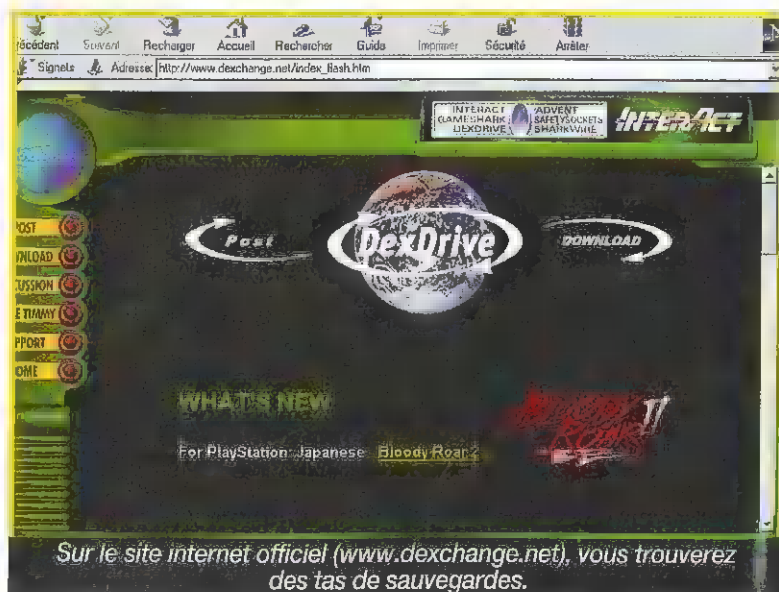 récédent Suivant Recharger Accueil Rechercher Guide Imprimer Sécurité Arrêter
Signets Adresse: http://www.dexchange.net/index_flash.htm
INTERACT ADVENT
GAMESHARK SAFETYSOCKETS
DEXDRIVE SHARKWIRE
INTERACT
POST
WNLOAD
CUSSION
E TIMMY
PPORT
OME
Post
DexDrive
DOWNLOAD
WHAT'S NEW
For PlayStation: Japanese Bloody Roar 2
Sur le site internet officiel (www.dexchange.net), vous trouverez
des tas de sauvegardes.